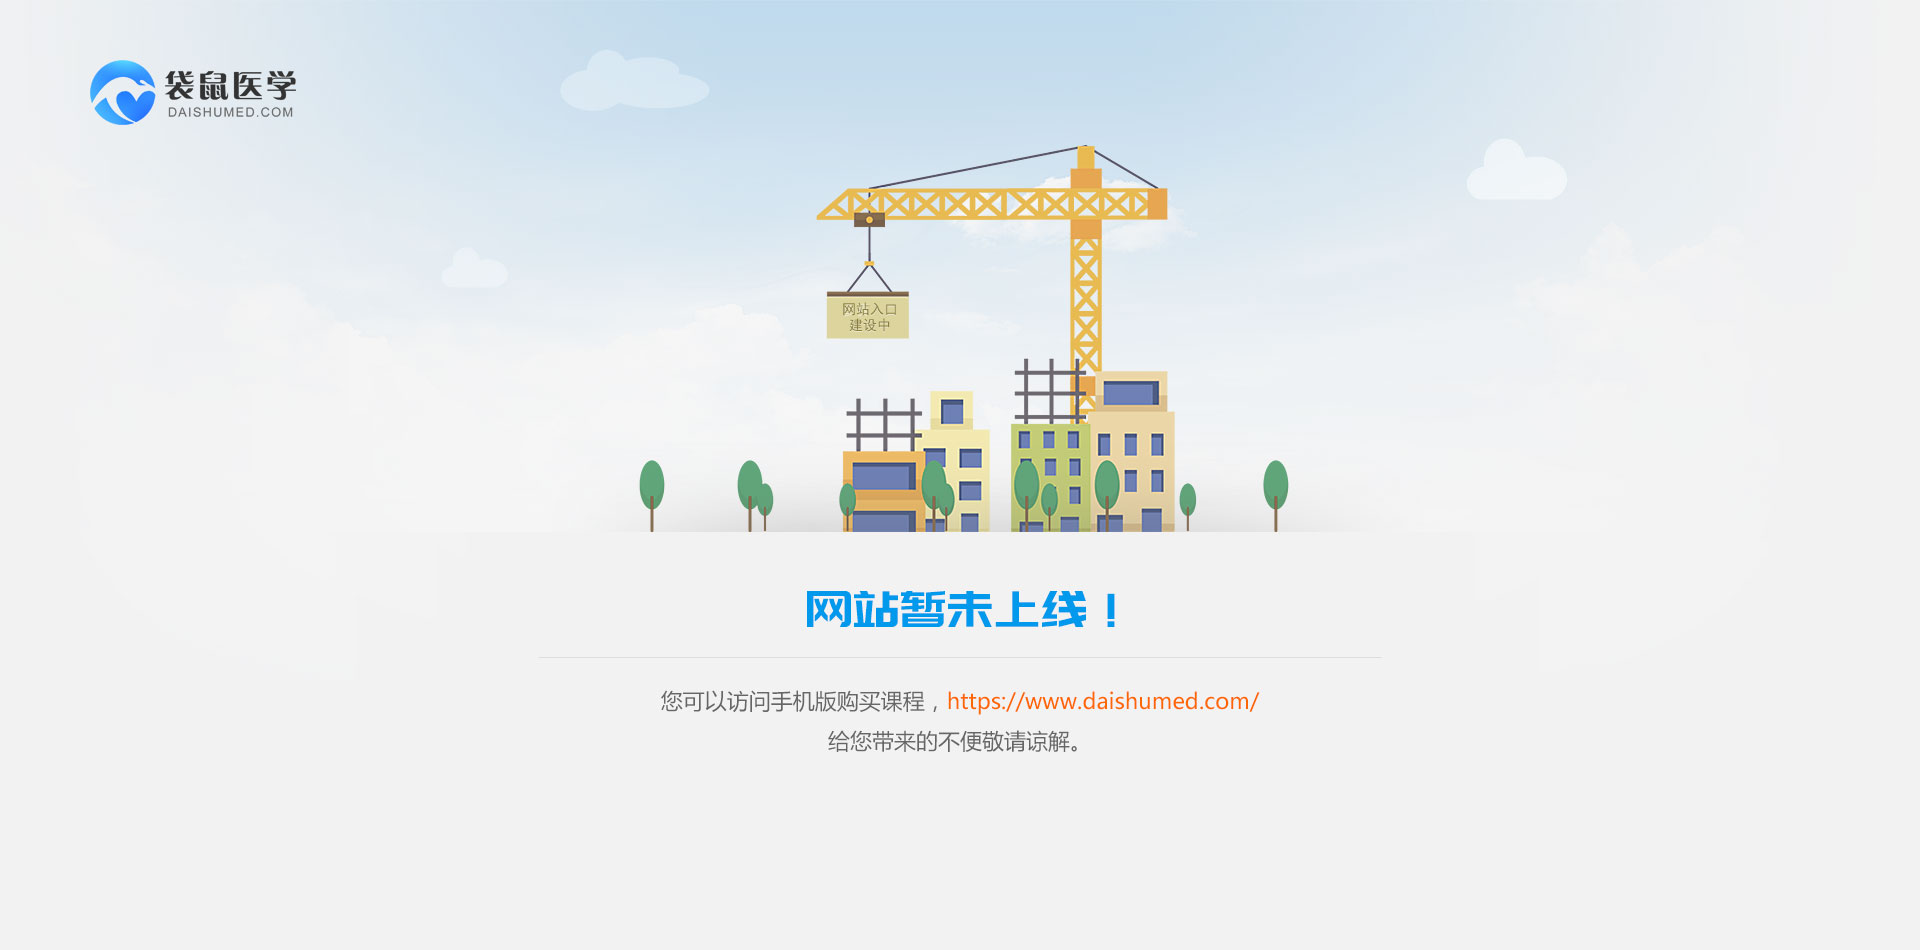 袋鼠医学
DAISHUMED.COM
网站入口
建设中
网站暂未上线！
您可以访问手机版购买课程，https://www.daishumed.com/
给您带来的不便敬请谅解。